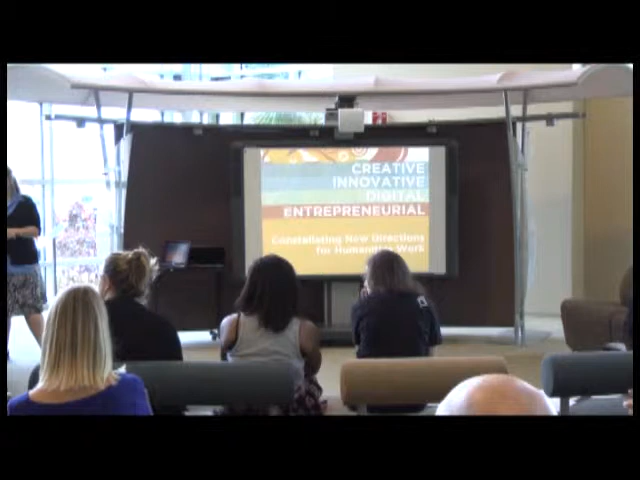 CREATIVE
INNOVATIVE
DIGITAL
ENTREPRENEURIAL
Constellating New Directions
for Humanities Work